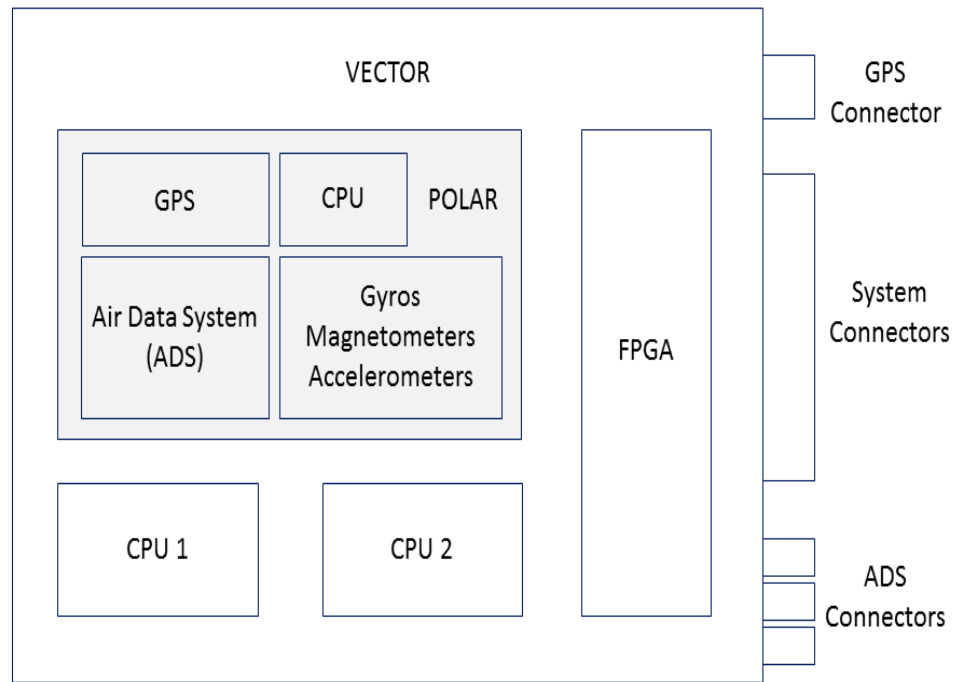 VECTOR
GPS
Connector
GPS
CPU
POLAR
Air Data System
(ADS)
Gyros
Magnetometers
Accelerometers
FPGA
System
Connectors
CPU 1
CPU 2
ADS
Connectors